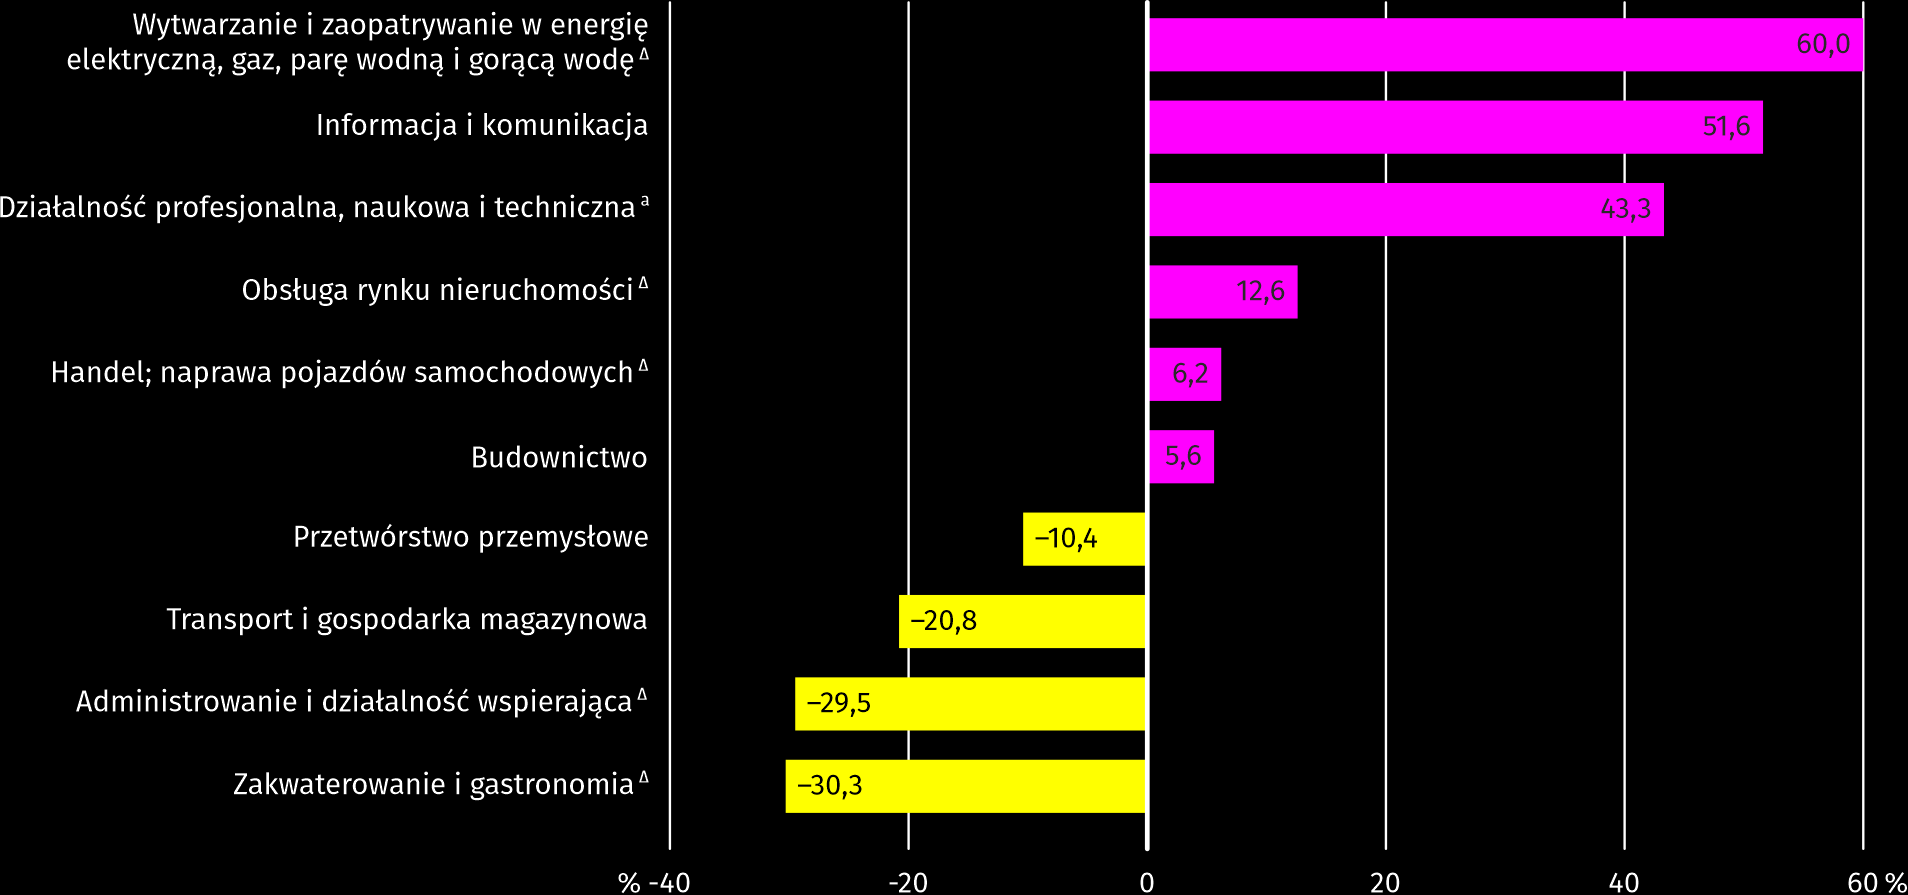 Wytwarzanie i zaopatrywanie w energię
elektryczną, gaz, parę wodną i gorącą wodę Δ
60,0
Informacja i komunikacja
51,6
Działalność profesjonalna, naukowa i techniczna a
43,3
Obsługa rynku nieruchomości Δ
12,6
Handel; naprawa pojazdów samochodowych Δ
6,2
Budownictwo
5,6
Przetwórstwo przemysłowe
–10,4
Transport i gospodarka magazynowa
–20,8
Administrowanie i działalność wspierająca Δ
–29,5
Zakwaterowanie i gastronomia Δ
–30,3
% -40 -20 0 20 40 60 %